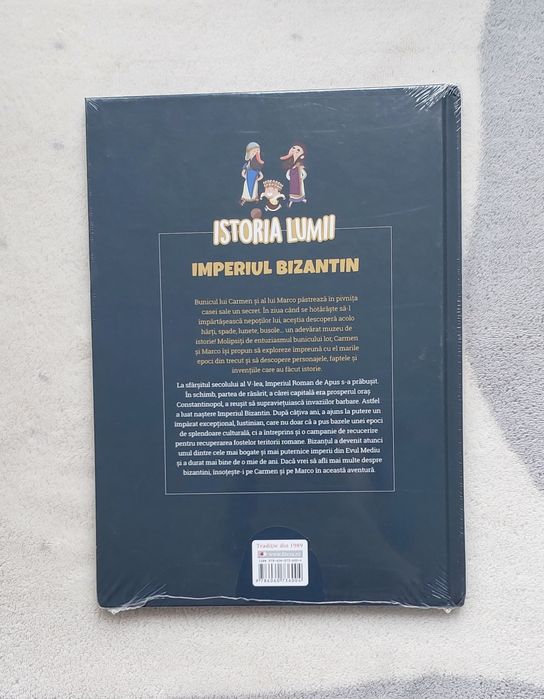 ISTORIA LUMII
IMPERIUL BIZANTIN
Bunicul lui Carmen și al lui Marco păstrează în pivnița
casei sale un secret. În ziua când se hotărăște să-l
împărtășească nepoților lui, aceștia descoperă acolo
hărți, spade, lunete, busole... un adevărat muzeu de
istorie! Molipsiți de entuziasmul bunicului lor, Carmen
și Marco își propun să exploreze împreună cu el marile
epoci din trecut și să descopere personajele, faptele și
invențiile care au făcut istorie.
La sfârșitul secolului al V-lea, Imperiul Roman de Apus s-a prăbușit.
În schimb, partea de răsărit, a cărei capitală era prosperul oraș
Constantinopol, a reușit să supraviețuiască invaziilor barbare. Astfel
a luat naștere Imperiul Bizantin. După câțiva ani, a ajuns la putere un
împărat excepțional, Iustinian, care nu doar că a pus bazele unei epoci
de splendoare culturală, ci a întreprins și o campanie de recucerire
pentru recuperarea fostelor teritorii romane. Bizanțul a devenit atunci
unul dintre cele mai bogate și mai puternice imperii din Evul Mediu
și a durat mai bine de o mie de ani. Dacă vrei să afli mai multe despre
bizantini, însoțește-i pe Carmen și pe Marco în această aventură.
Tradiție din 1989
www.litera.ro